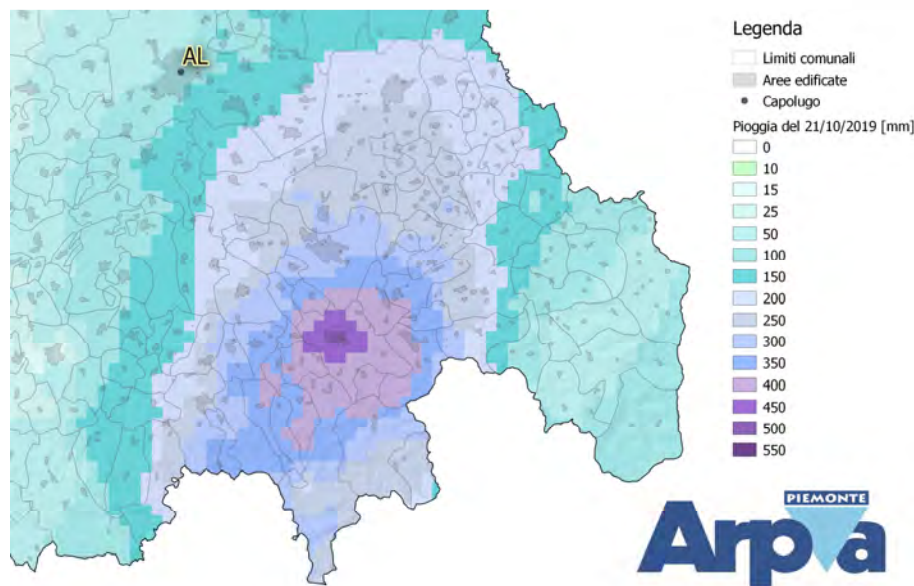 AL
Legenda
Limiti comunali
Aree edificate
Capolugo
Pioggia del 21/10/2019 [mm]
0
10
15
25
50
100
150
200
250
300
350
400
450
500
550
PIEMONTE
Arpa